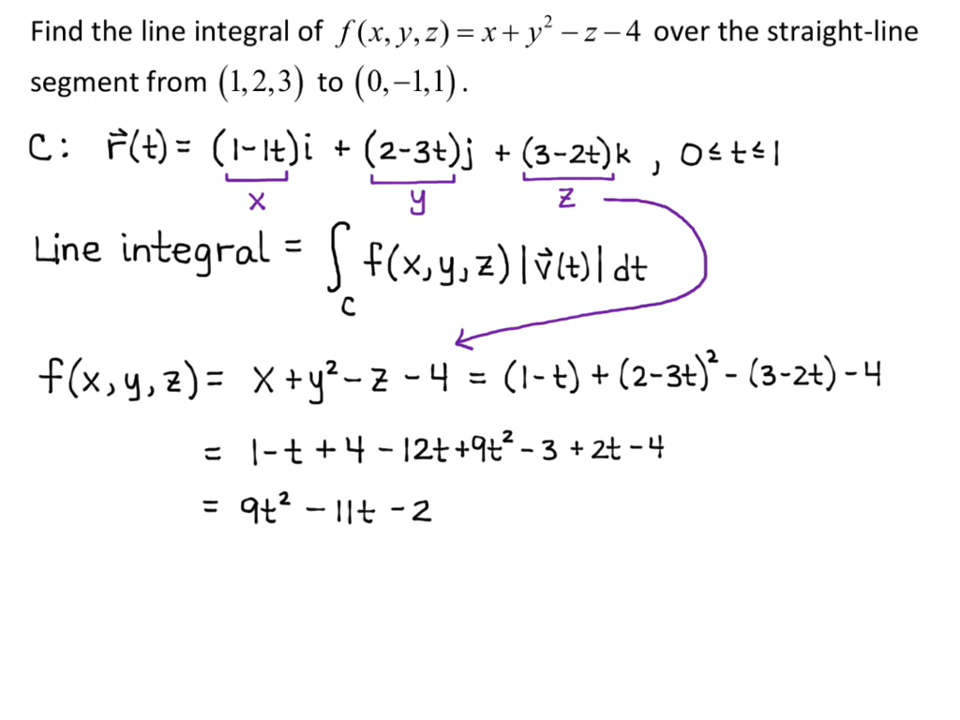 Find the line integral of f(x, y, z) = x + y² − z − 4 over the straight-line
segment from (1,2,3) to (0,−1,1).
C: r⃗(t) = (1-1t)i + (2-3t)j + (3-2t)k , 0≤t≤1
x y z
Line integral = ∫_C f(x,y,z)|v⃗(t)| dt
f(x,y,z) = x + y² - z - 4 = (1-t) + (2-3t)² - (3-2t) - 4
= 1-t + 4 - 12t + 9t² - 3 + 2t - 4
= 9t² - 11t - 2